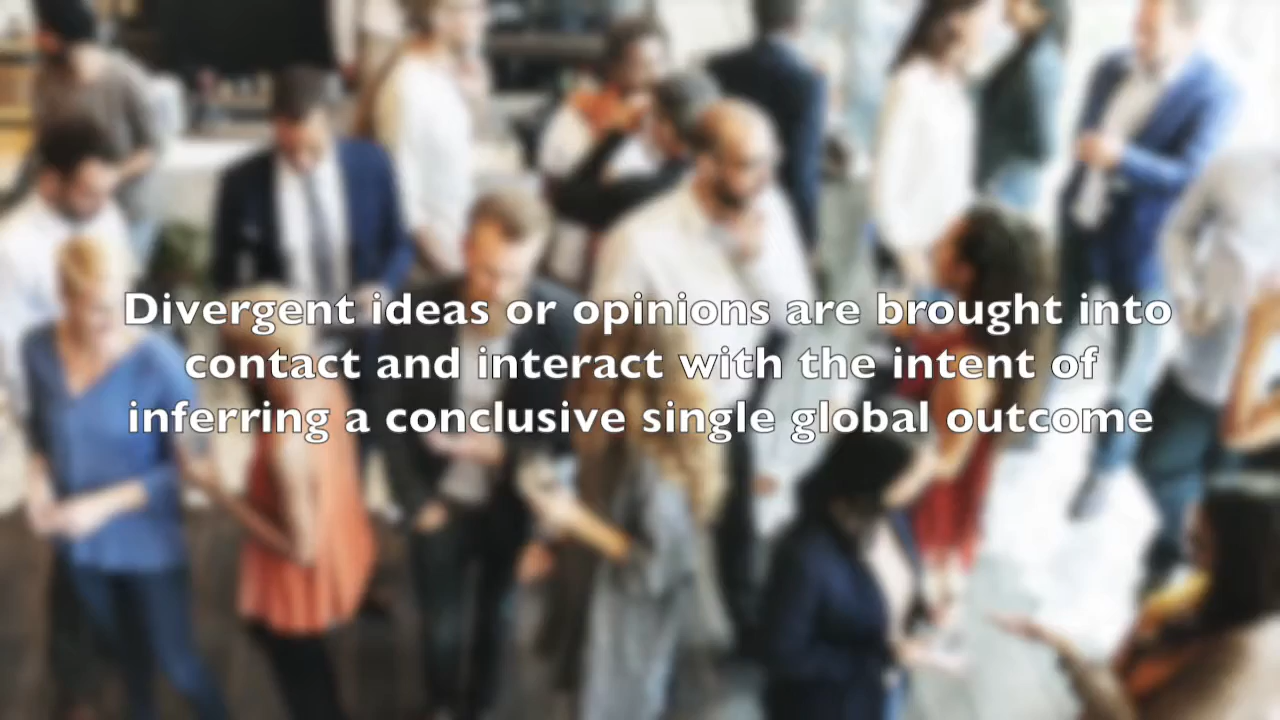 Divergent ideas or opinions are brought into
contact and interact with the intent of
inferring a conclusive single global outcome